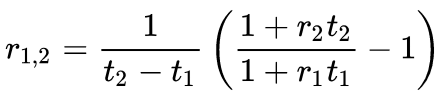 $r_{1,2} = \frac{1}{t_2 - t_1} \left( \frac{1 + r_2 t_2}{1 + r_1 t_1} - 1 \right)$